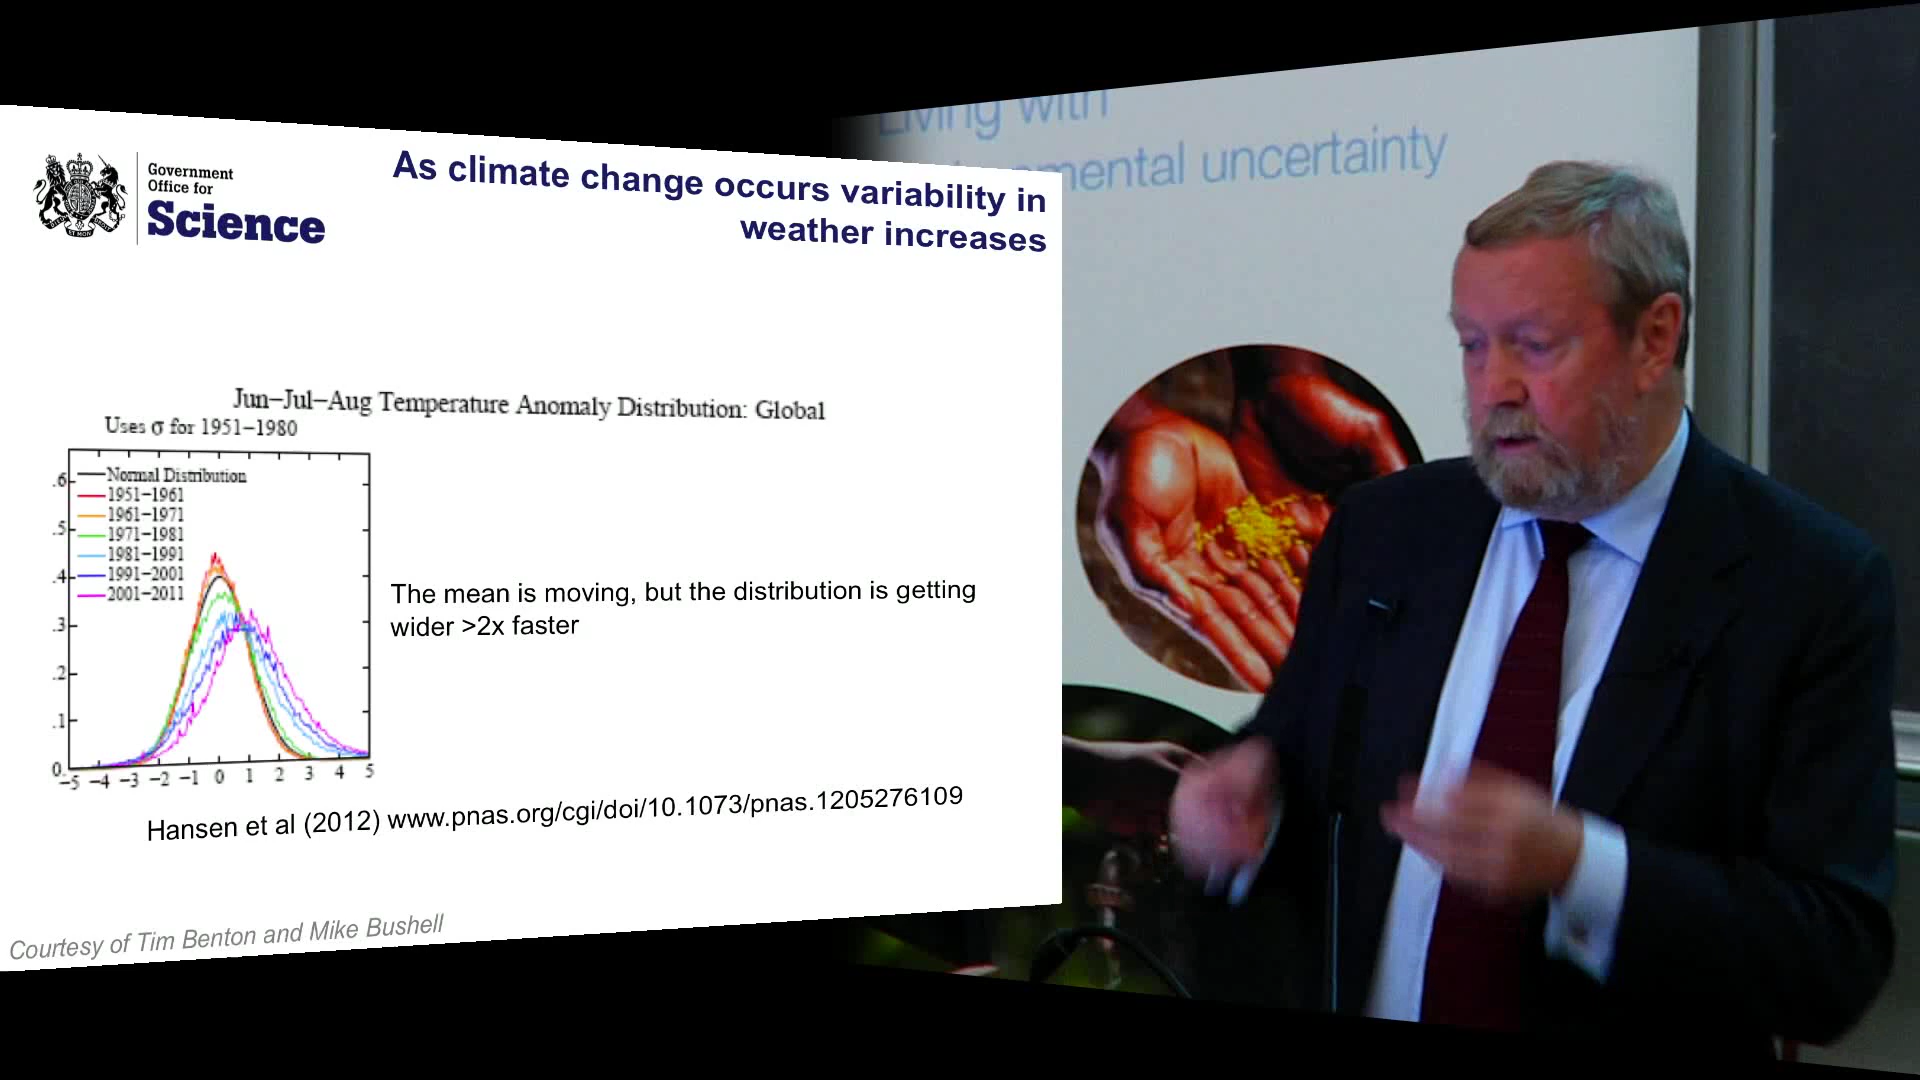 Government
Office for
Science
As climate change occurs variability in
weather increases
Jun–Jul–Aug Temperature Anomaly Distribution: Global
Uses σ for 1951–1980
Normal Distribution
1951–1961
1961–1971
1971–1981
1981–1991
1991–2001
2001–2011
.6
.5
.4
.3
.2
.1
0.
−5 −4 −3 −2 −1 0 1 2 3 4 5
The mean is moving, but the distribution is getting
wider >2x faster
Hansen et al (2012) www.pnas.org/cgi/doi/10.1073/pnas.1205276109
Courtesy of Tim Benton and Mike Bushell
Living with
mental uncertainty